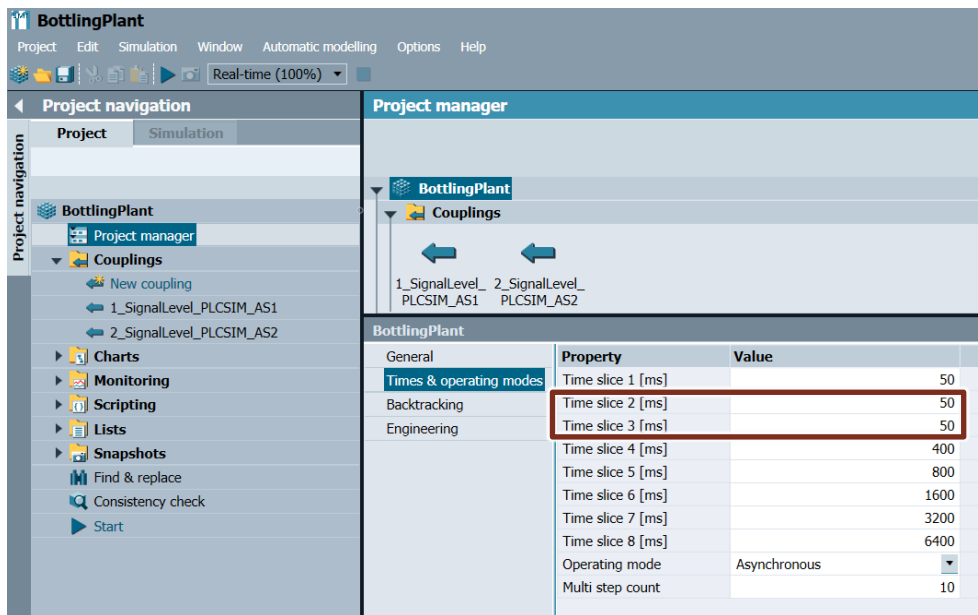 BottlingPlant
Project Edit Simulation Window Automatic modelling Options Help
Real-time (100%)
Project navigation
Project manager
Project Simulation
Project navigation
BottlingPlant
Couplings
1_SignalLevel_PLCSIM_AS1
2_SignalLevel_PLCSIM_AS2
BottlingPlant
Project manager
Couplings
New coupling
1_SignalLevel_PLCSIM_AS1
2_SignalLevel_PLCSIM_AS2
Charts
Monitoring
Scripting
Lists
Snapshots
Find & replace
Consistency check
Start
BottlingPlant
General
Times & operating modes
Backtracking
Engineering
Property Value
Time slice 1 [ms] 50
Time slice 2 [ms] 50
Time slice 3 [ms] 50
Time slice 4 [ms] 400
Time slice 5 [ms] 800
Time slice 6 [ms] 1600
Time slice 7 [ms] 3200
Time slice 8 [ms] 6400
Operating mode Asynchronous
Multi step count 10